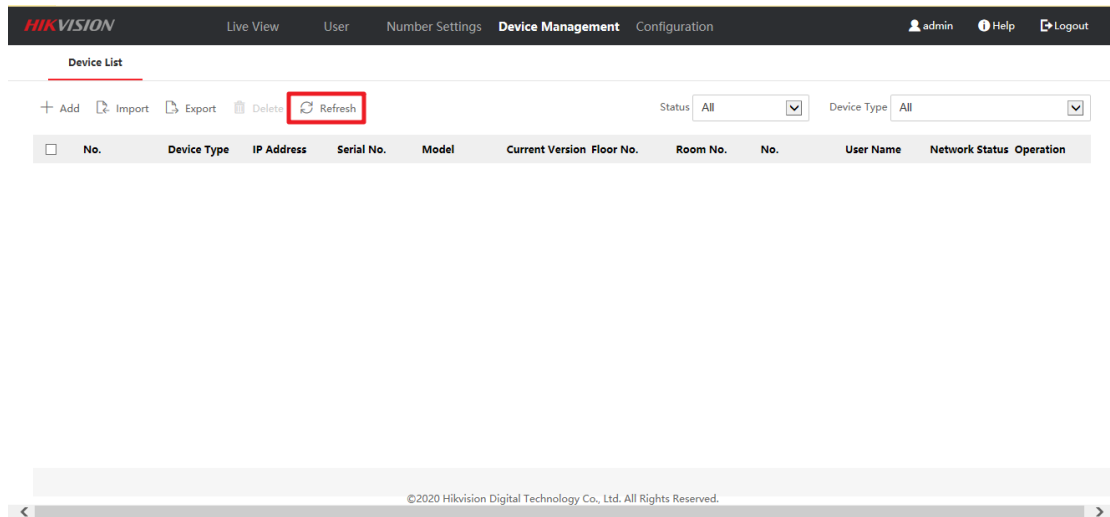 HIKVISION Live View User Number Settings Device Management Configuration admin Help Logout
Device List
Add Import Export Delete Refresh Status All Device Type All
No. Device Type IP Address Serial No. Model Current Version Floor No. Room No. No. User Name Network Status Operation
©2020 Hikvision Digital Technology Co., Ltd. All Rights Reserved.